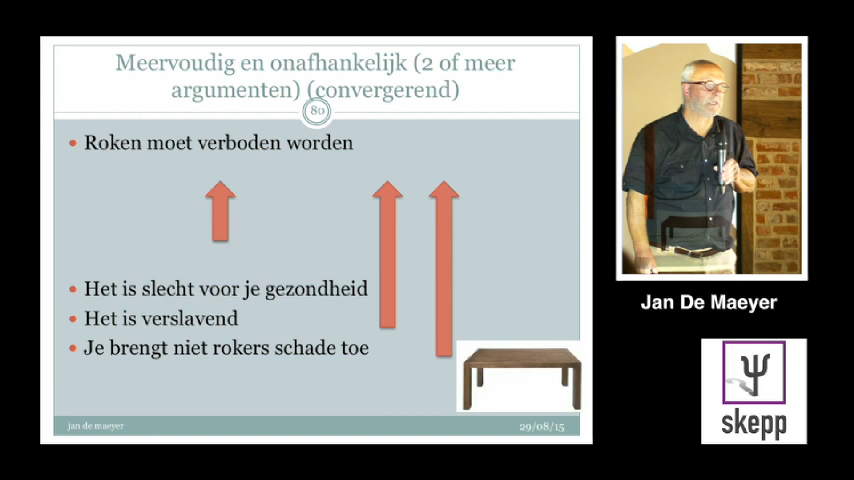 Meervoudig en onafhankelijk (2 of meer
argumenten) (convergerend)
80
Roken moet verboden worden
Het is slecht voor je gezondheid
Het is verslavend
Je brengt niet rokers schade toe
jan de maeyer
29/08/15
Jan De Maeyer
skepp